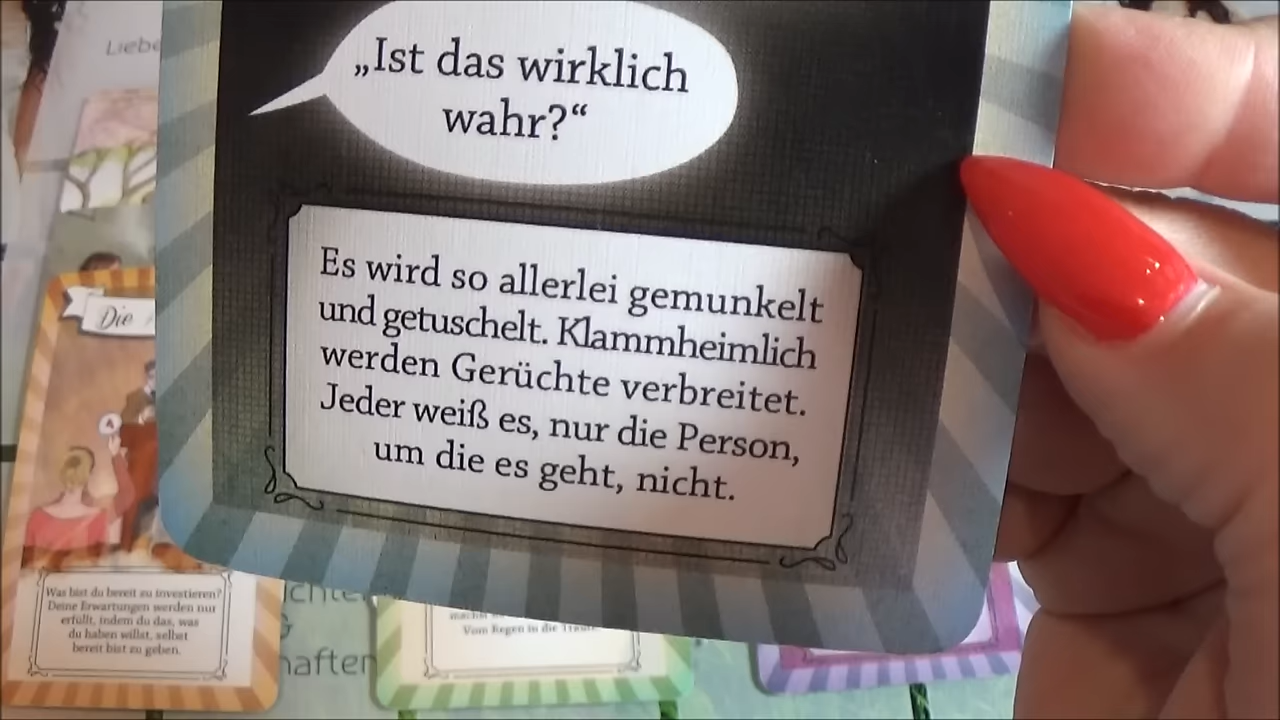 Liebe
„Ist das wirklich
wahr?“
Es wird so allerlei gemunkelt
und getuschelt. Klammheimlich
werden Gerüchte verbreitet.
Jeder weiß es, nur die Person,
um die es geht, nicht.
Die
A
Was bist du bereit zu investieren?
Deine Erwartungen werden nur
erfüllt, indem du das, was
du haben willst, selbst
bereit bist zu geben.
Vom Regen in die Traufe.
haften